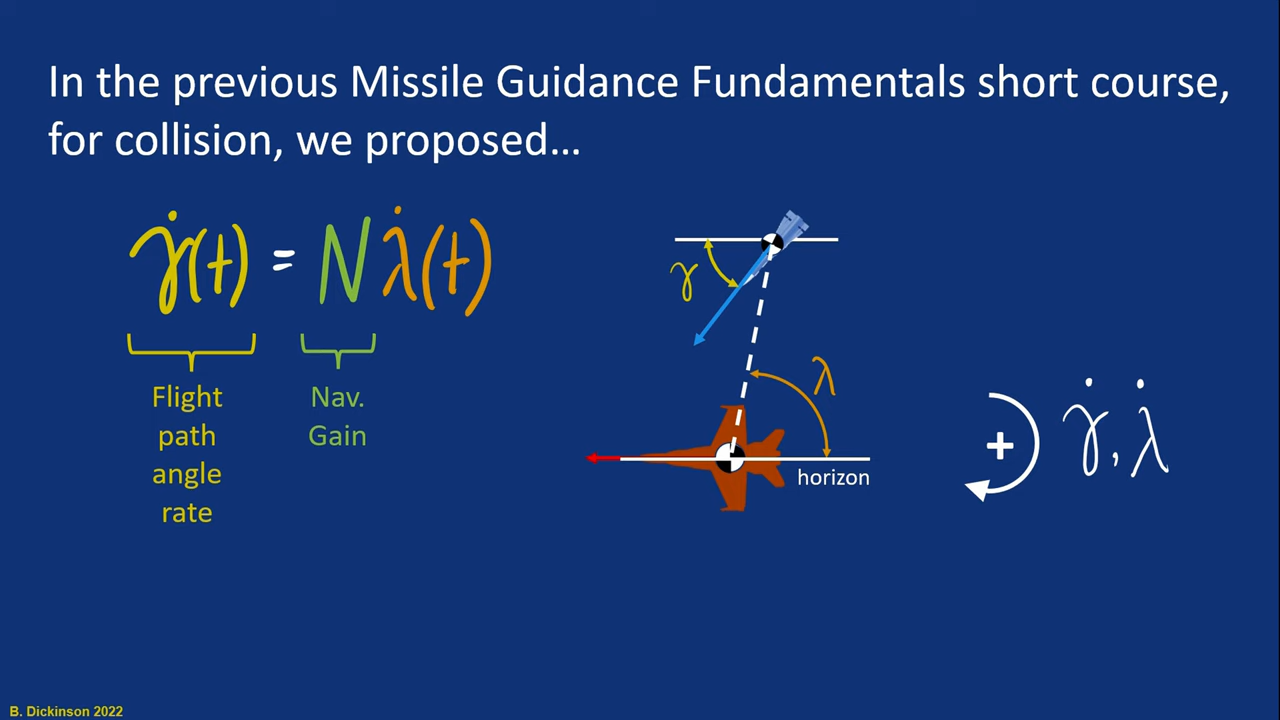 In the previous Missile Guidance Fundamentals short course,
for collision, we proposed…
γ̇(t) = N λ̇(t)
Flight
path
angle
rate
Nav.
Gain
γ
λ
horizon
+ γ̇, λ̇
B. Dickinson 2022